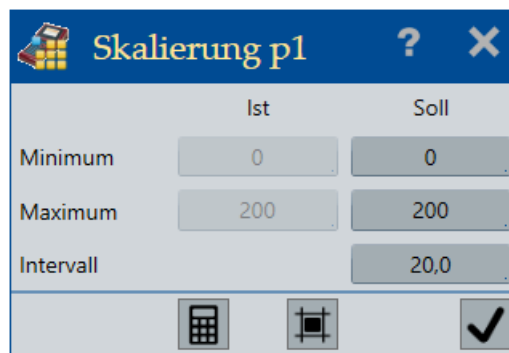 Skalierung p1 ?
Ist Soll
Minimum 0 0
Maximum 200 200
Intervall 20,0